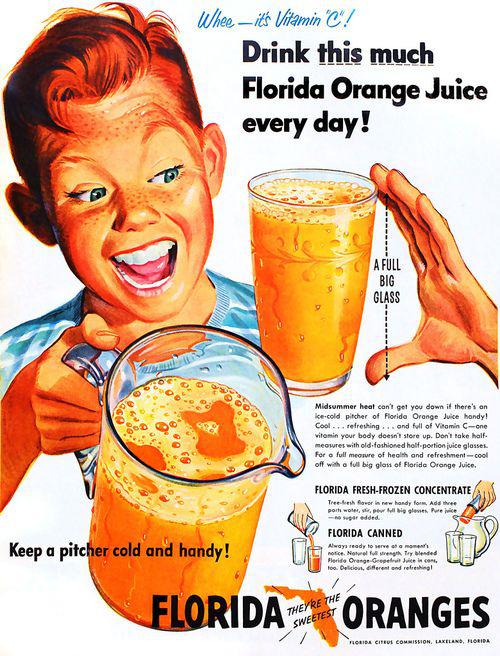 Whee – it's Vitamin "C"!
Drink this much
Florida Orange Juice
every day!
A FULL
BIG
GLASS
Midsummer heat can't get you down if there's an
ice-cold pitcher of Florida Orange Juice handy!
Cool . . . refreshing . . . and full of Vitamin C—one
vitamin your body doesn't store up. Don't take half-
measures with old-fashioned half-portion juice glasses.
For a full measure of health and refreshment—cool
off with a full big glass of Florida Orange Juice.
FLORIDA FRESH-FROZEN CONCENTRATE
Tree-fresh flavor in new handy form. Add three
parts water, stir, pour full big glasses. Pure juice
—no sugar added.
FLORIDA CANNED
Always ready to serve at a moment's
notice. Natural full strength. Try blended
Florida Orange-Grapefruit Juice in cans,
too. Delicious, different and refreshing!
Keep a pitcher cold and handy!
FLORIDA THEY'RE THE SWEETEST ORANGES
FLORIDA CITRUS COMMISSION, LAKELAND, FLORIDA